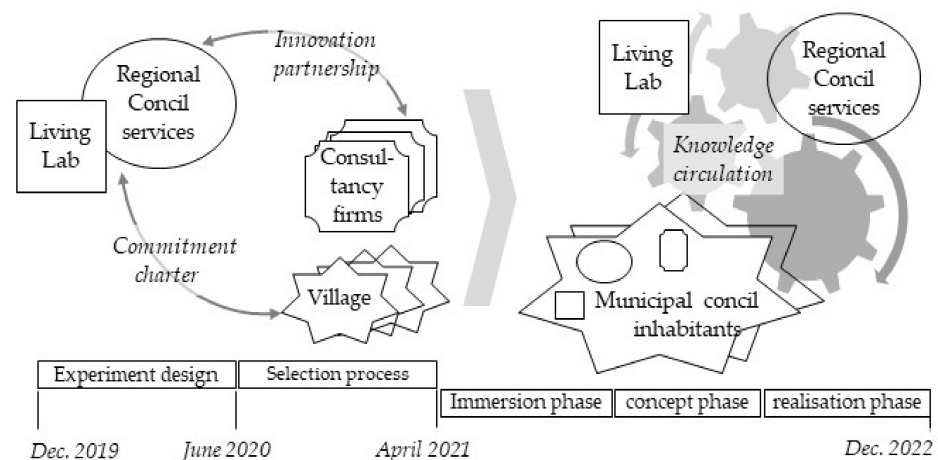 Innovation
partnership
Regional
Concil
services
Living
Lab
Consul-
tancy
firms
Commitment
charter
Village
Living
Lab
Regional
Concil
services
Knowledge
circulation
Municipal concil
inhabitants
Experiment design
Selection process
Immersion phase
concept phase
realisation phase
Dec. 2019
June 2020
April 2021
Dec. 2022